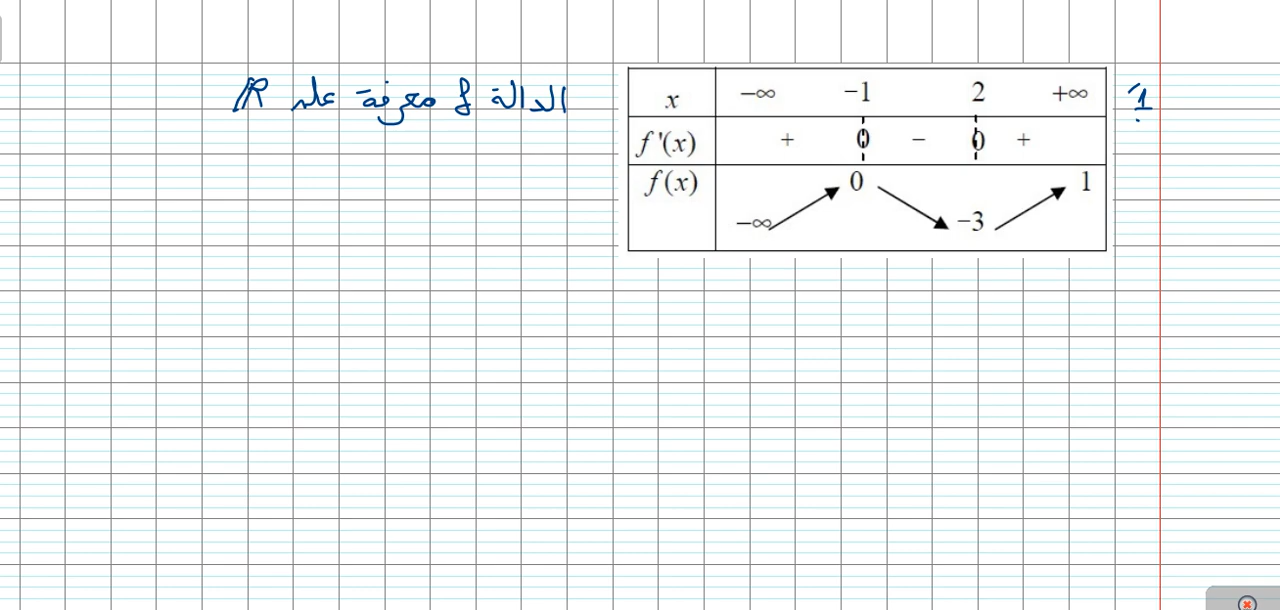 1
الدالة f معرفة على ℝ
x −∞ −1 2 +∞
f '(x) + 0 − 0 +
f(x) −∞ 0 −3 1